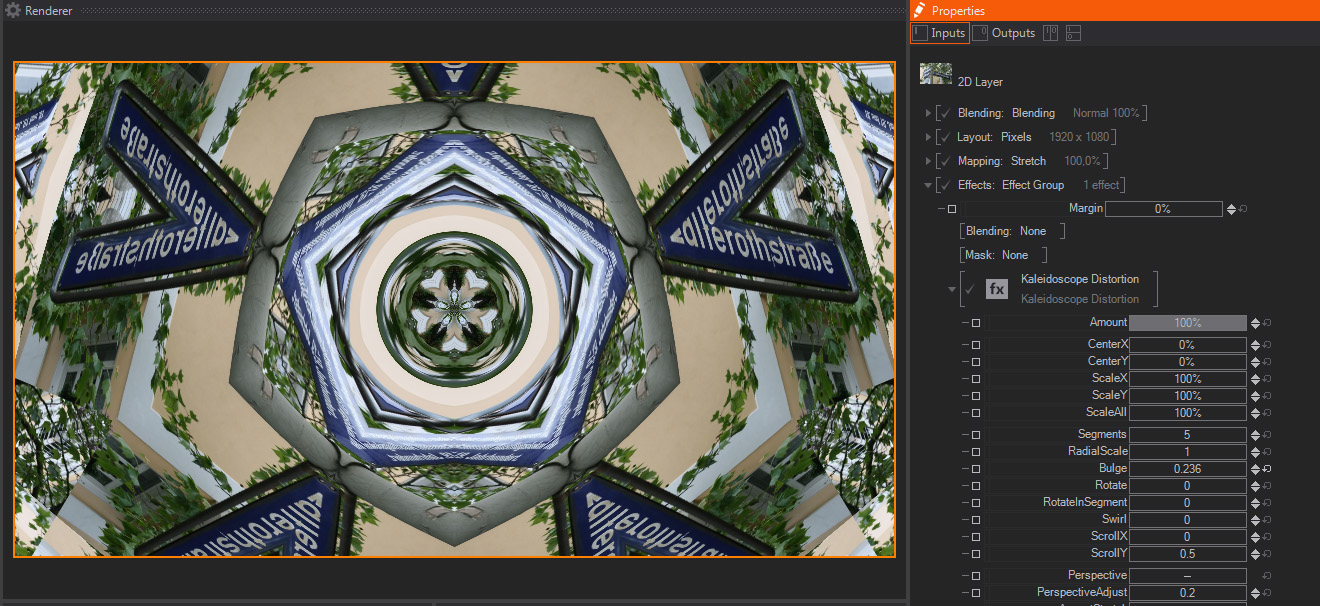 Renderer
Properties
Inputs Outputs
2D Layer
Blending: Blending Normal 100%
Layout: Pixels 1920 x 1080
Mapping: Stretch 100,0%
Effects: Effect Group 1 effect
Margin 0%
Blending: None
Mask: None
fx Kaleidoscope Distortion
Kaleidoscope Distortion
Amount 100%
CenterX 0%
CenterY 0%
ScaleX 100%
ScaleY 100%
ScaleAll 100%
Segments 5
RadialScale 1
Bulge 0.236
Rotate 0
RotateInSegment 0
Swirl 0
ScrollX 0
ScrollY 0.5
Perspective –
PerspectiveAdjust 0.2